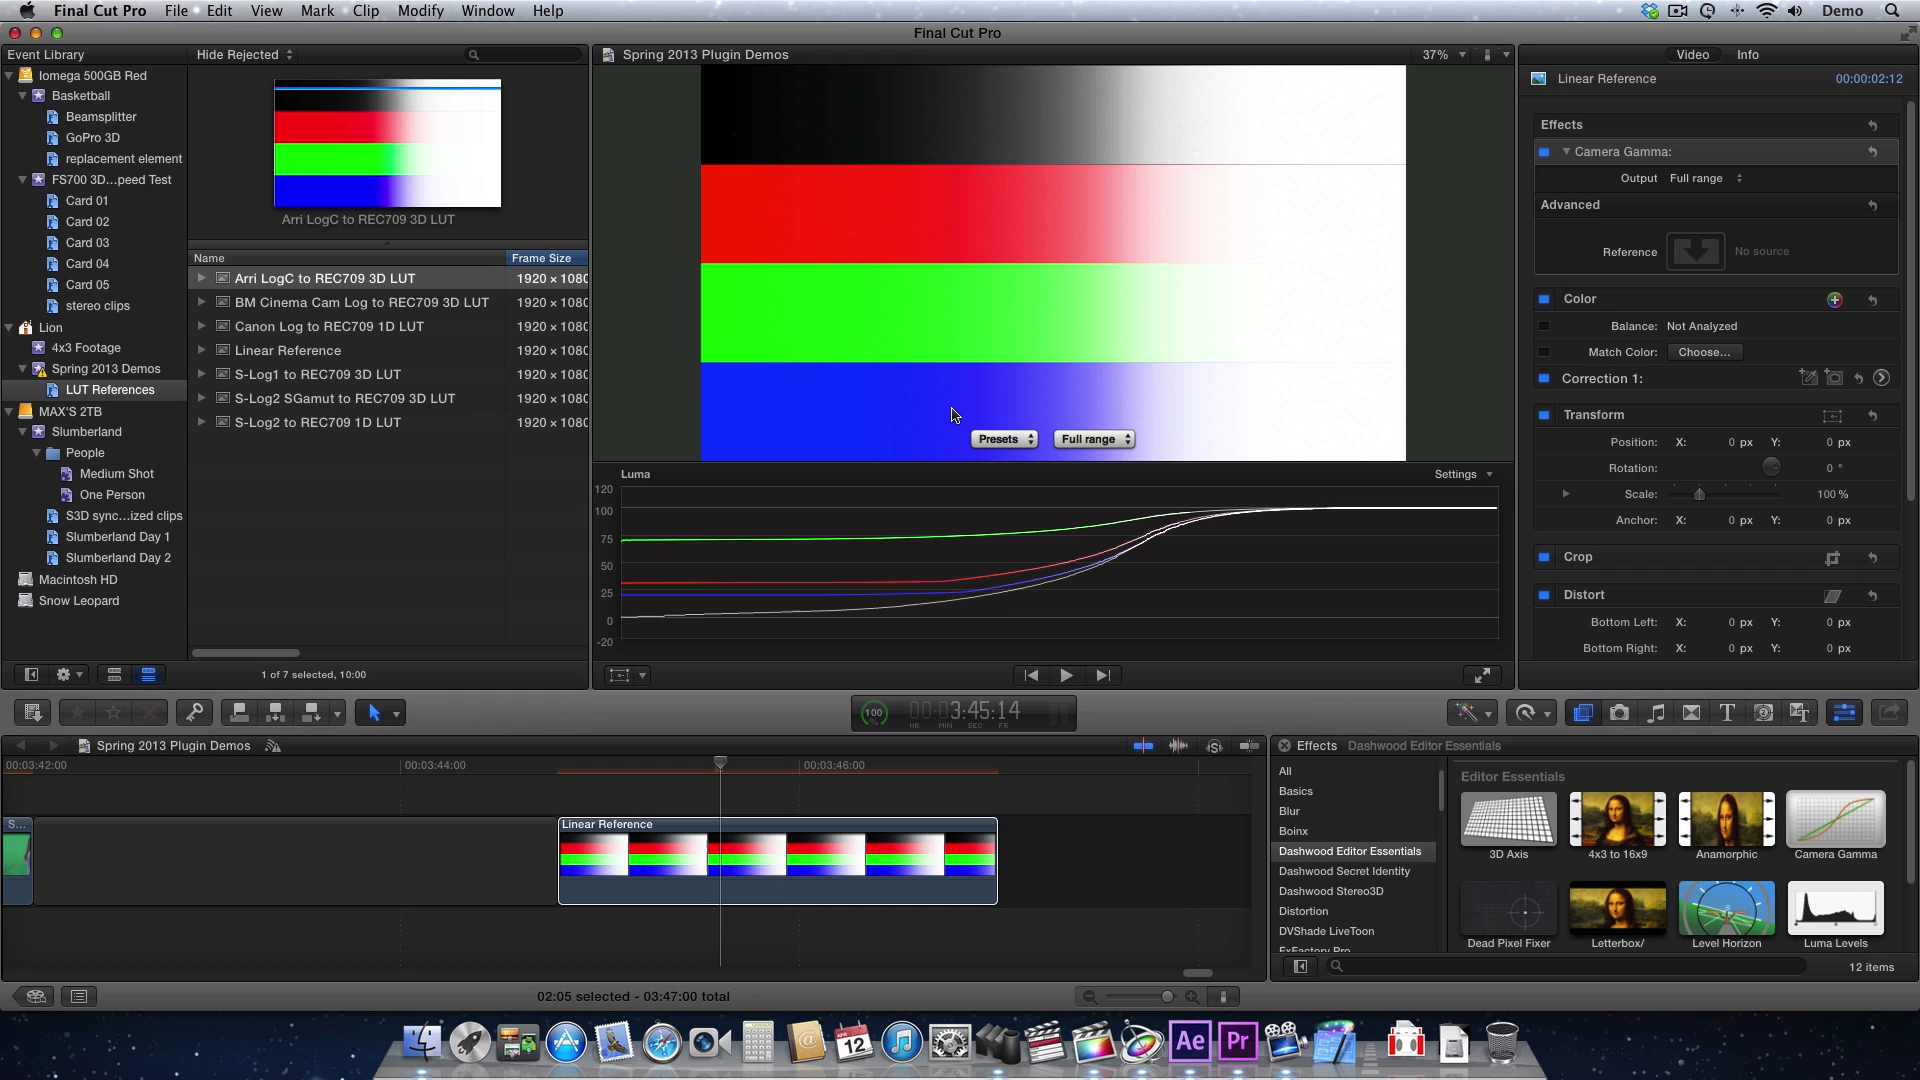 Final Cut Pro File Edit View Mark Clip Modify Window Help Demo
Final Cut Pro
Event Library
Iomega 500GB Red
Basketball
Beamsplitter
GoPro 3D
replacement element
FS700 3D...peed Test
Card 01
Card 02
Card 03
Card 04
Card 05
stereo clips
Lion
4x3 Footage
Spring 2013 Demos
LUT References
MAX'S 2TB
Slumberland
People
Medium Shot
One Person
S3D sync...ized clips
Slumberland Day 1
Slumberland Day 2
Macintosh HD
Snow Leopard
Hide Rejected
Arri LogC to REC709 3D LUT
Name Frame Size
Arri LogC to REC709 3D LUT 1920 × 1080
BM Cinema Cam Log to REC709 3D LUT 1920 × 1080
Canon Log to REC709 1D LUT 1920 × 1080
Linear Reference 1920 × 1080
S-Log1 to REC709 3D LUT 1920 × 1080
S-Log2 SGamut to REC709 3D LUT 1920 × 1080
S-Log2 to REC709 1D LUT 1920 × 1080
1 of 7 selected, 10:00
Spring 2013 Plugin Demos 37%
Presets Full range
Luma Settings
120
100
75
50
25
0
-20
Video Info
Linear Reference 00:00:02:12
Effects
Camera Gamma:
Output Full range
Advanced
Reference No source
Color
Balance: Not Analyzed
Match Color: Choose...
Correction 1:
Transform
Position: X: 0 px Y: 0 px
Rotation: 0 °
Scale: 100 %
Anchor: X: 0 px Y: 0 px
Crop
Distort
Bottom Left: X: 0 px Y: 0 px
Bottom Right: X: 0 px Y: 0 px
100 % 00:03:45:14
HR MIN SEC FR
Spring 2013 Plugin Demos
00:03:42:00 00:03:44:00 00:03:46:00
S...
Linear Reference
Effects Dashwood Editor Essentials
All
Basics
Blur
Boinx
Dashwood Editor Essentials
Dashwood Secret Identity
Dashwood Stereo3D
Distortion
DVShade LiveToon
FxFactory Pro
Editor Essentials
3D Axis 4x3 to 16x9 Anamorphic Camera Gamma
Dead Pixel Fixer Letterbox/ Level Horizon Luma Levels
12 items
02:05 selected - 03:47:00 total
12
Ae Pr